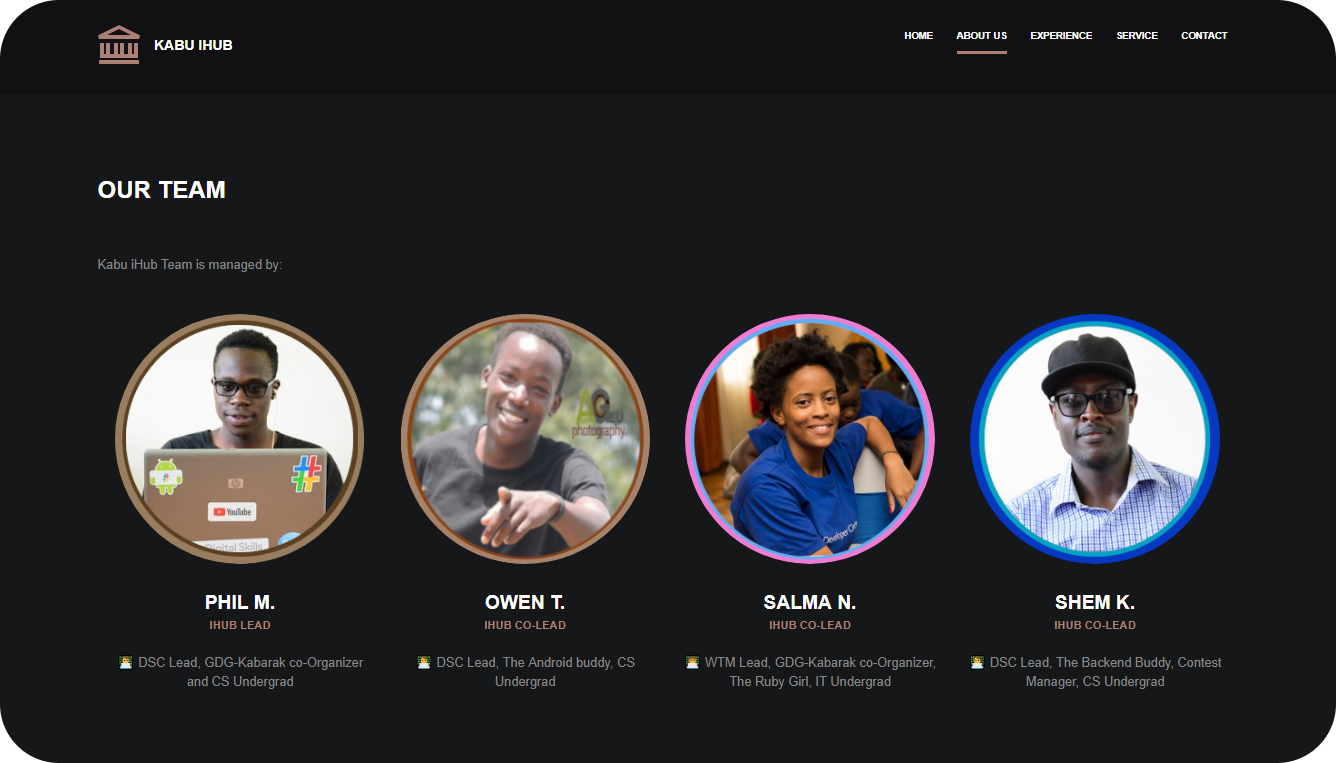 KABU IHUB
HOME ABOUT US EXPERIENCE SERVICE CONTACT
OUR TEAM
Kabu iHub Team is managed by:
#
hp
YouTube
Digital Skills
photography
Developer
PHIL M.
IHUB LEAD
DSC Lead, GDG-Kabarak co-Organizer
and CS Undergrad
OWEN T.
IHUB CO-LEAD
DSC Lead, The Android buddy, CS
Undergrad
SALMA N.
IHUB CO-LEAD
WTM Lead, GDG-Kabarak co-Organizer,
The Ruby Girl, IT Undergrad
SHEM K.
IHUB CO-LEAD
DSC Lead, The Backend Buddy, Contest
Manager, CS Undergrad